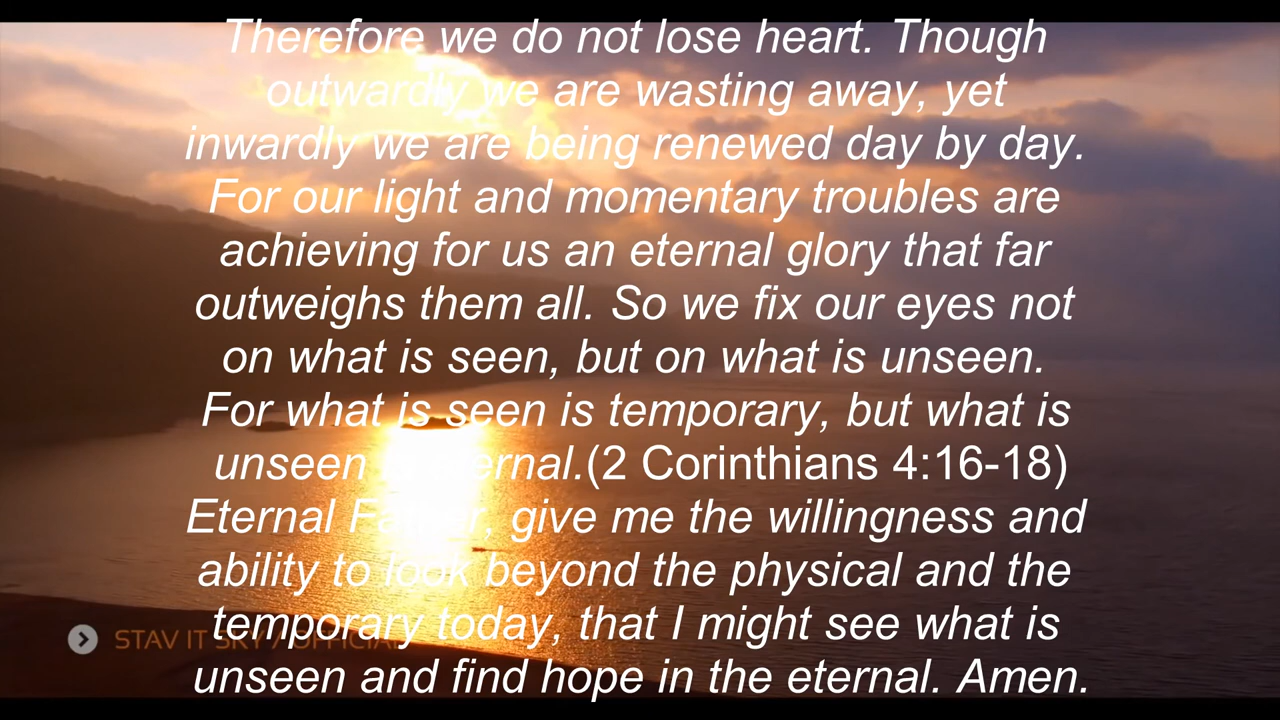 Therefore we do not lose heart. Though
outwardly we are wasting away, yet
inwardly we are being renewed day by day.
For our light and momentary troubles are
achieving for us an eternal glory that far
outweighs them all. So we fix our eyes not
on what is seen, but on what is unseen.
For what is seen is temporary, but what is
unseen is eternal.(2 Corinthians 4:16-18)
Eternal Father, give me the willingness and
ability to look beyond the physical and the
temporary today, that I might see what is
STAV IT SKY / OFFICIAL
unseen and find hope in the eternal. Amen.